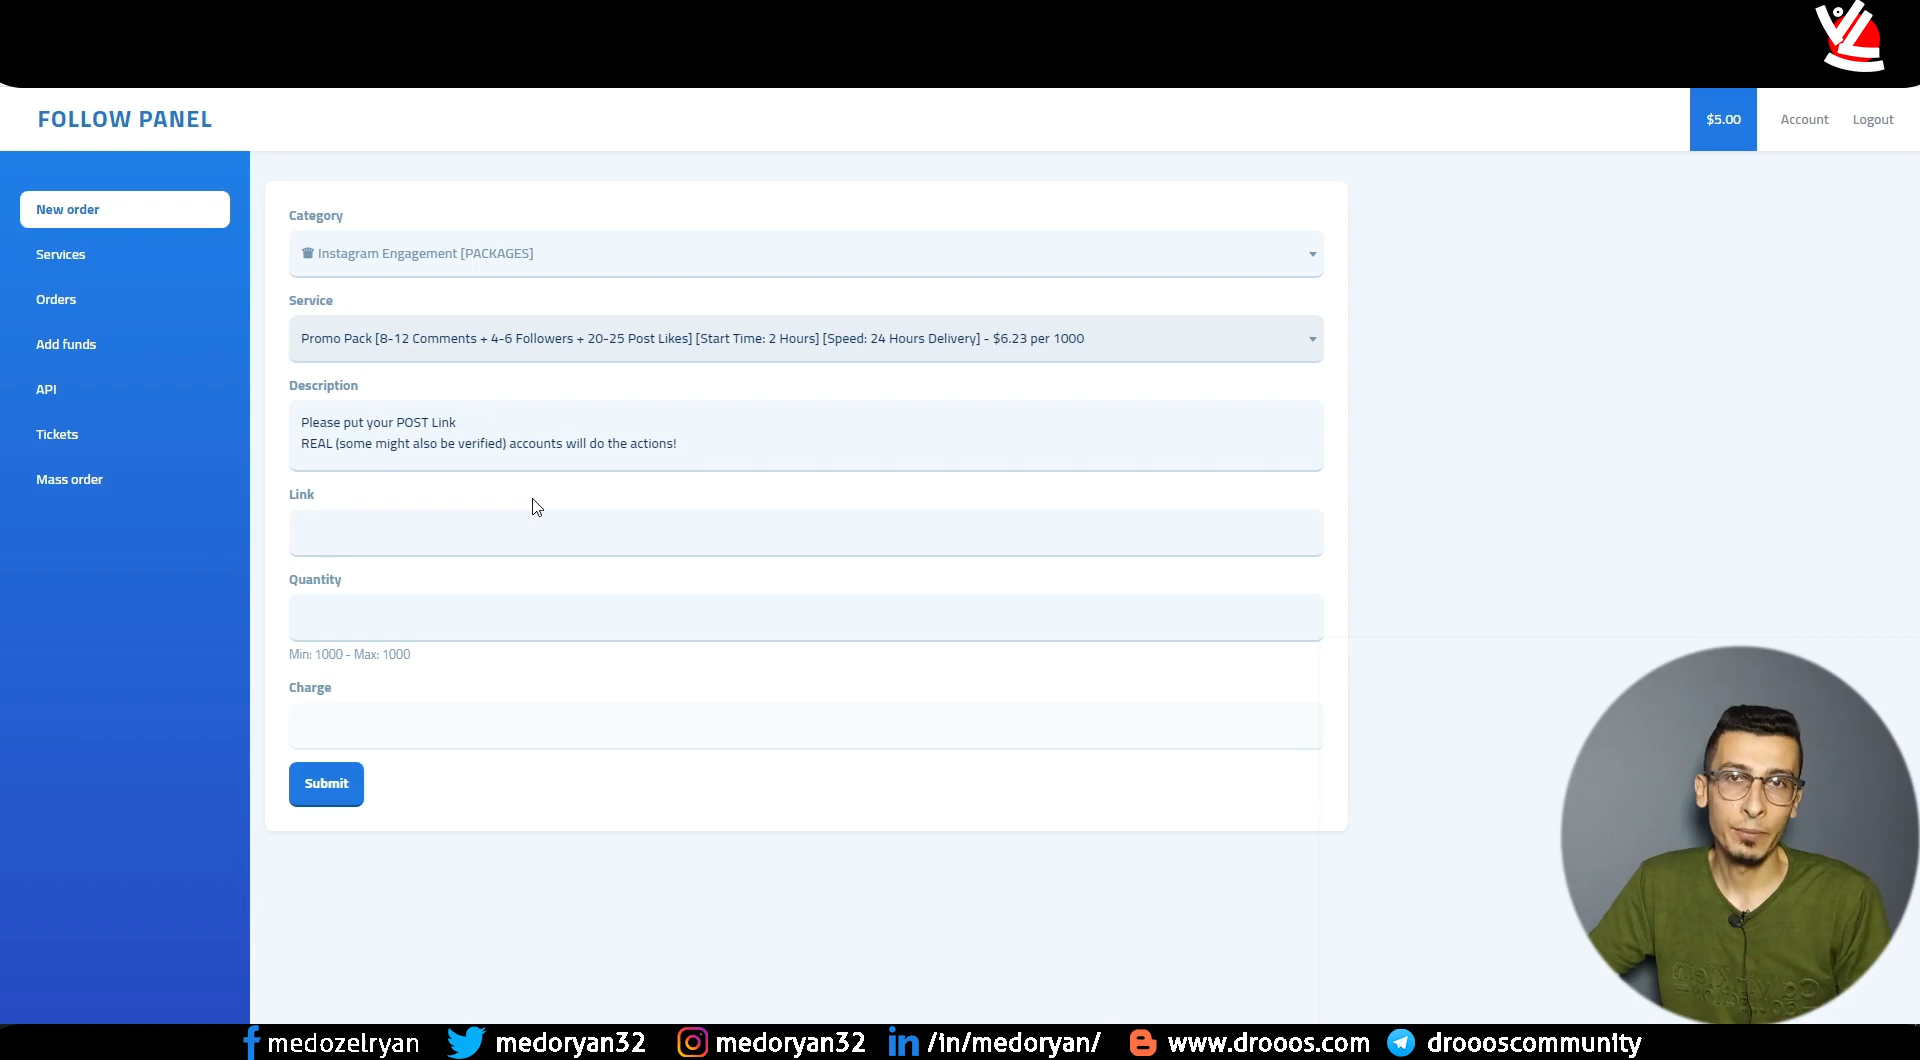 FOLLOW PANEL
$5.00
Account
Logout
New order
Services
Orders
Add funds
API
Tickets
Mass order
Category
Instagram Engagement [PACKAGES]
Service
Promo Pack [8-12 Comments + 4-6 Followers + 20-25 Post Likes] [Start Time: 2 Hours] [Speed: 24 Hours Delivery] - $6.23 per 1000
Description
Please put your POST Link
REAL (some might also be verified) accounts will do the actions!
Link
Quantity
Min: 1000 - Max: 1000
Charge
Submit
medozelryan
medoryan32
medoryan32
/in/medoryan/
www.drooos.com
droooscommunity